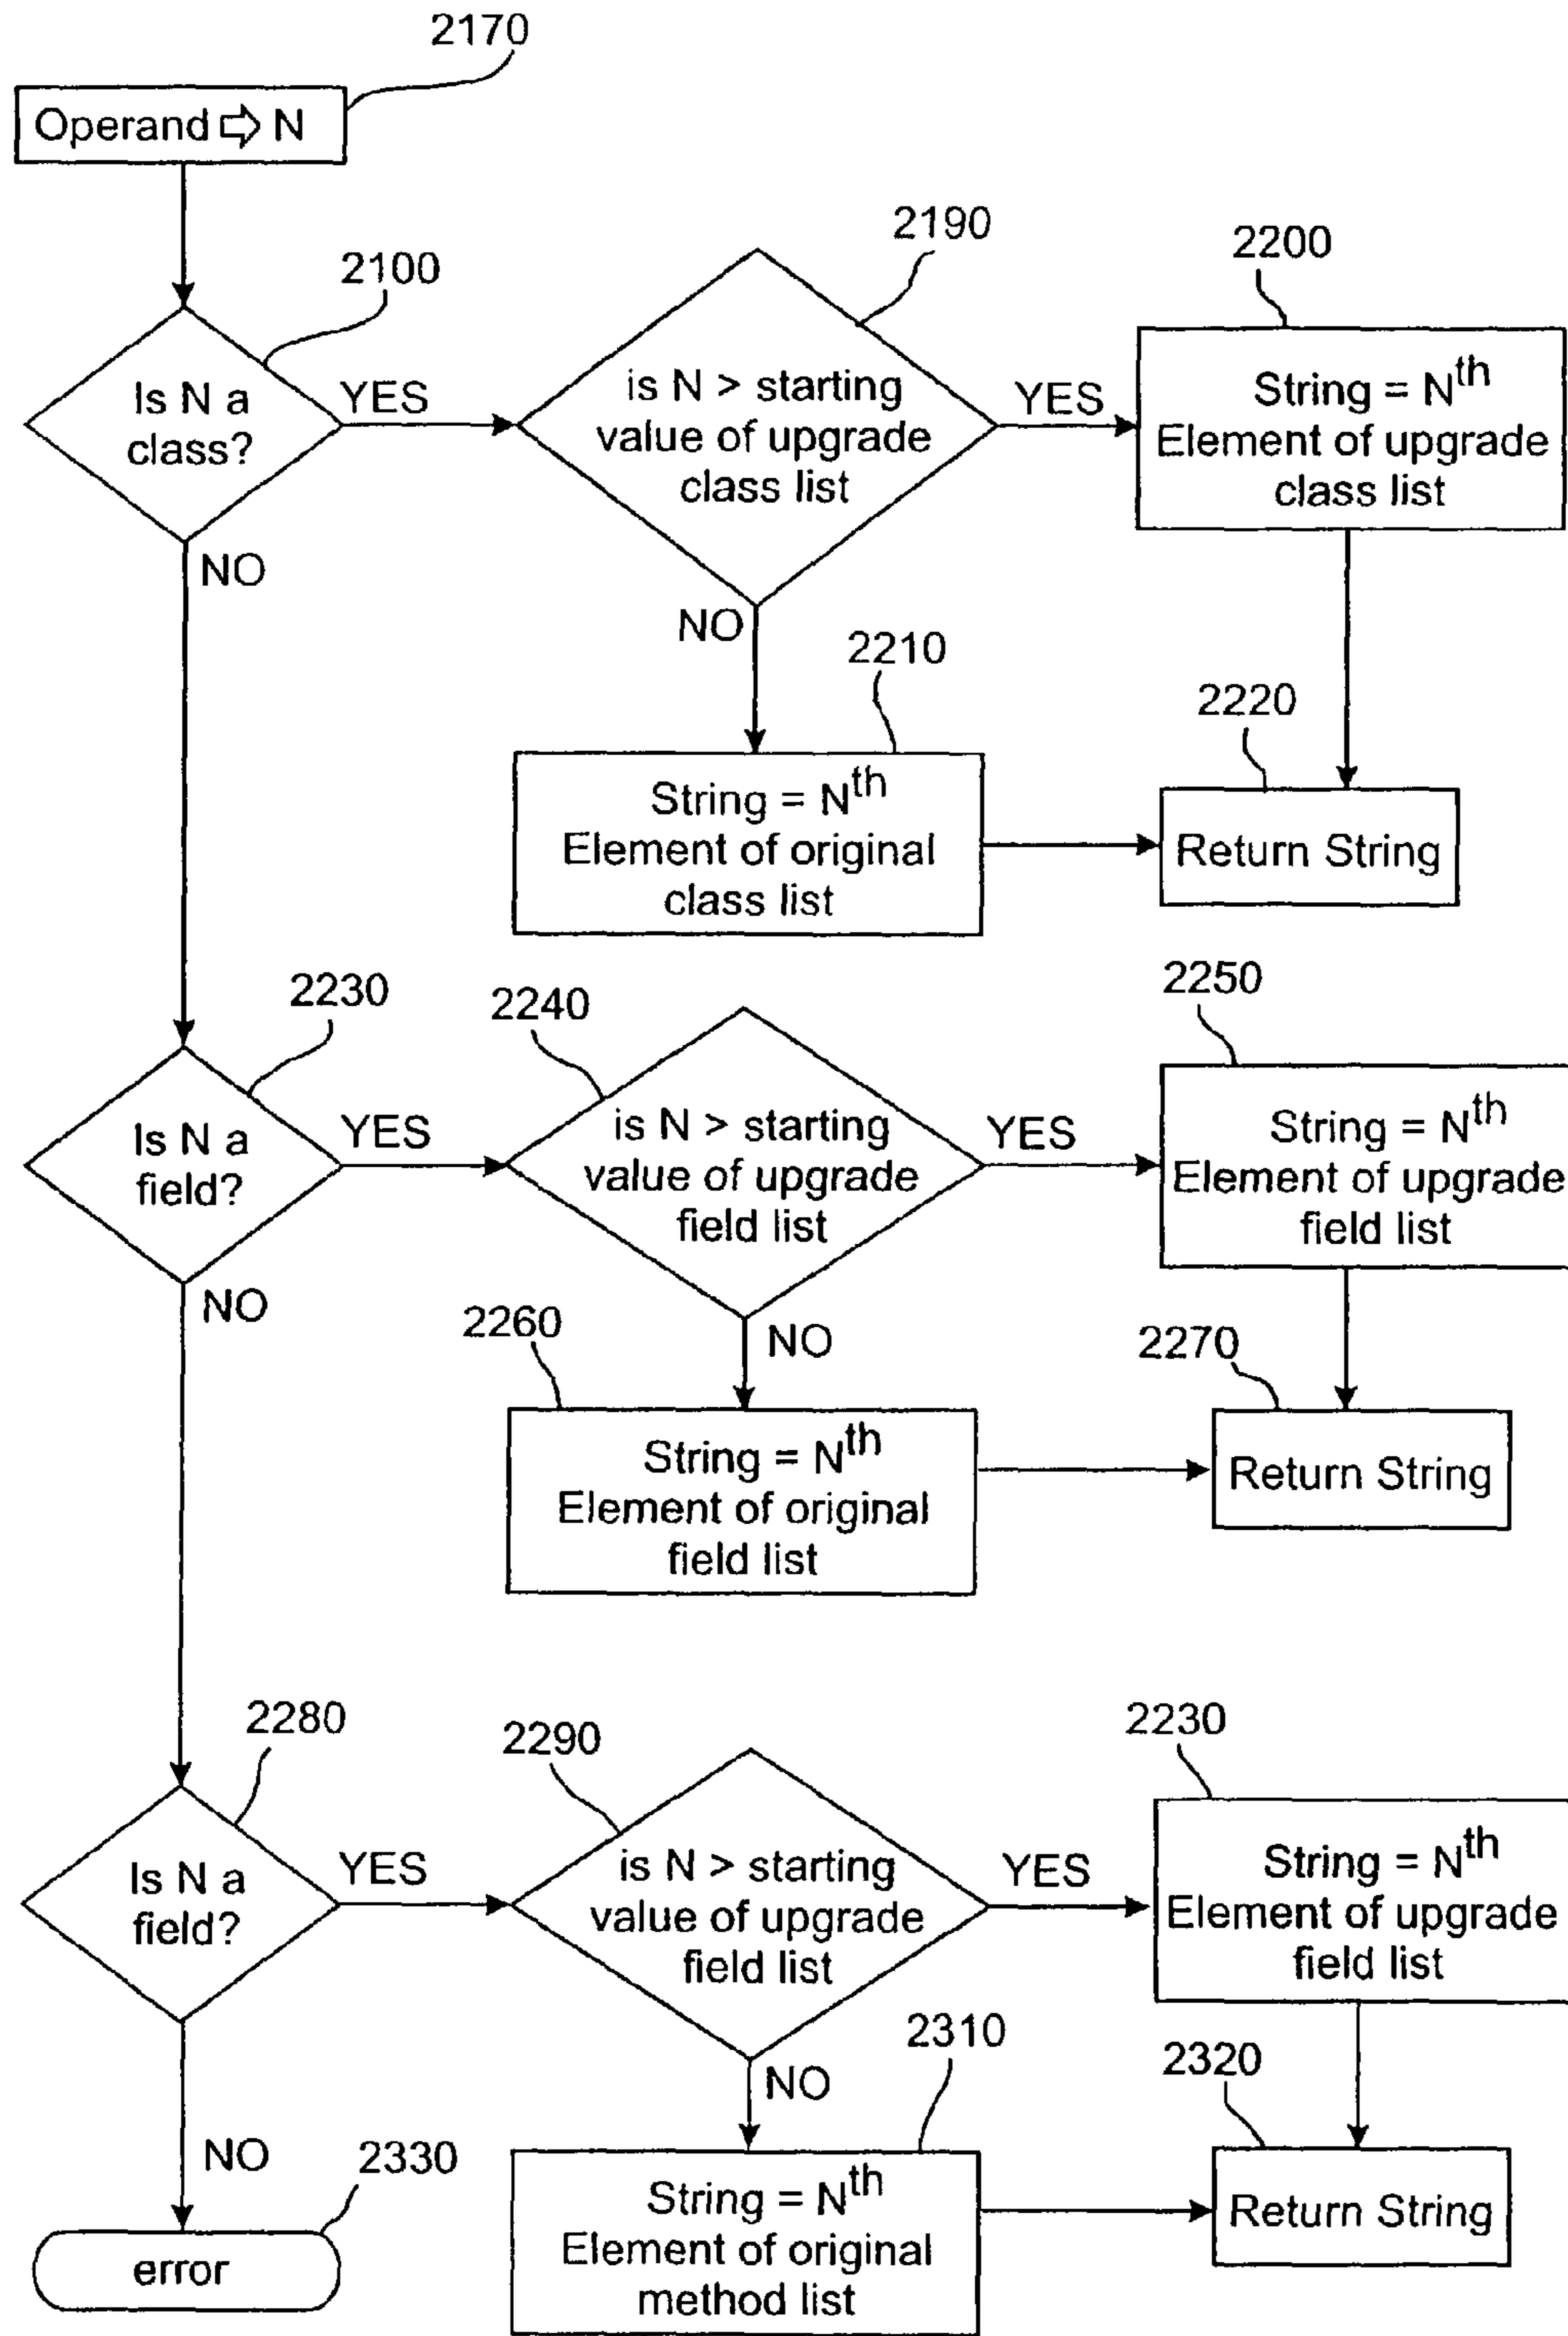 2170
Operand ⇨ N
2100
2190
2200
Is N a
class?
YES
is N > starting
value of upgrade
class list
YES
String = Nth
Element of upgrade
class list
NO
NO
2210
2220
String = Nth
Element of original
class list
Return String
2230
2240
2250
Is N a
field?
YES
is N > starting
value of upgrade
field list
YES
String = Nth
Element of upgrade
field list
NO
2260
NO
2270
String = Nth
Element of original
field list
Return String
2280
2290
2230
Is N a
field?
YES
is N > starting
value of upgrade
field list
YES
String = Nth
Element of upgrade
field list
NO
2310
2320
NO
2330
String = Nth
Element of original
method list
Return String
error